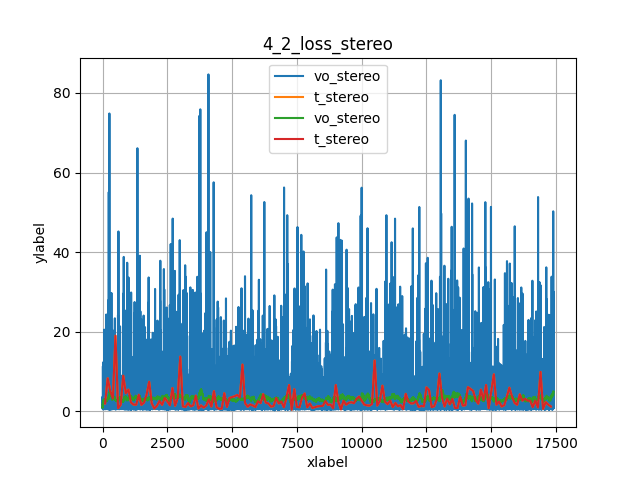 4_2_loss_stereo
vo_stereo
t_stereo
vo_stereo
t_stereo
ylabel
80
60
40
20
0
0 2500 5000 7500 10000 12500 15000 17500
xlabel